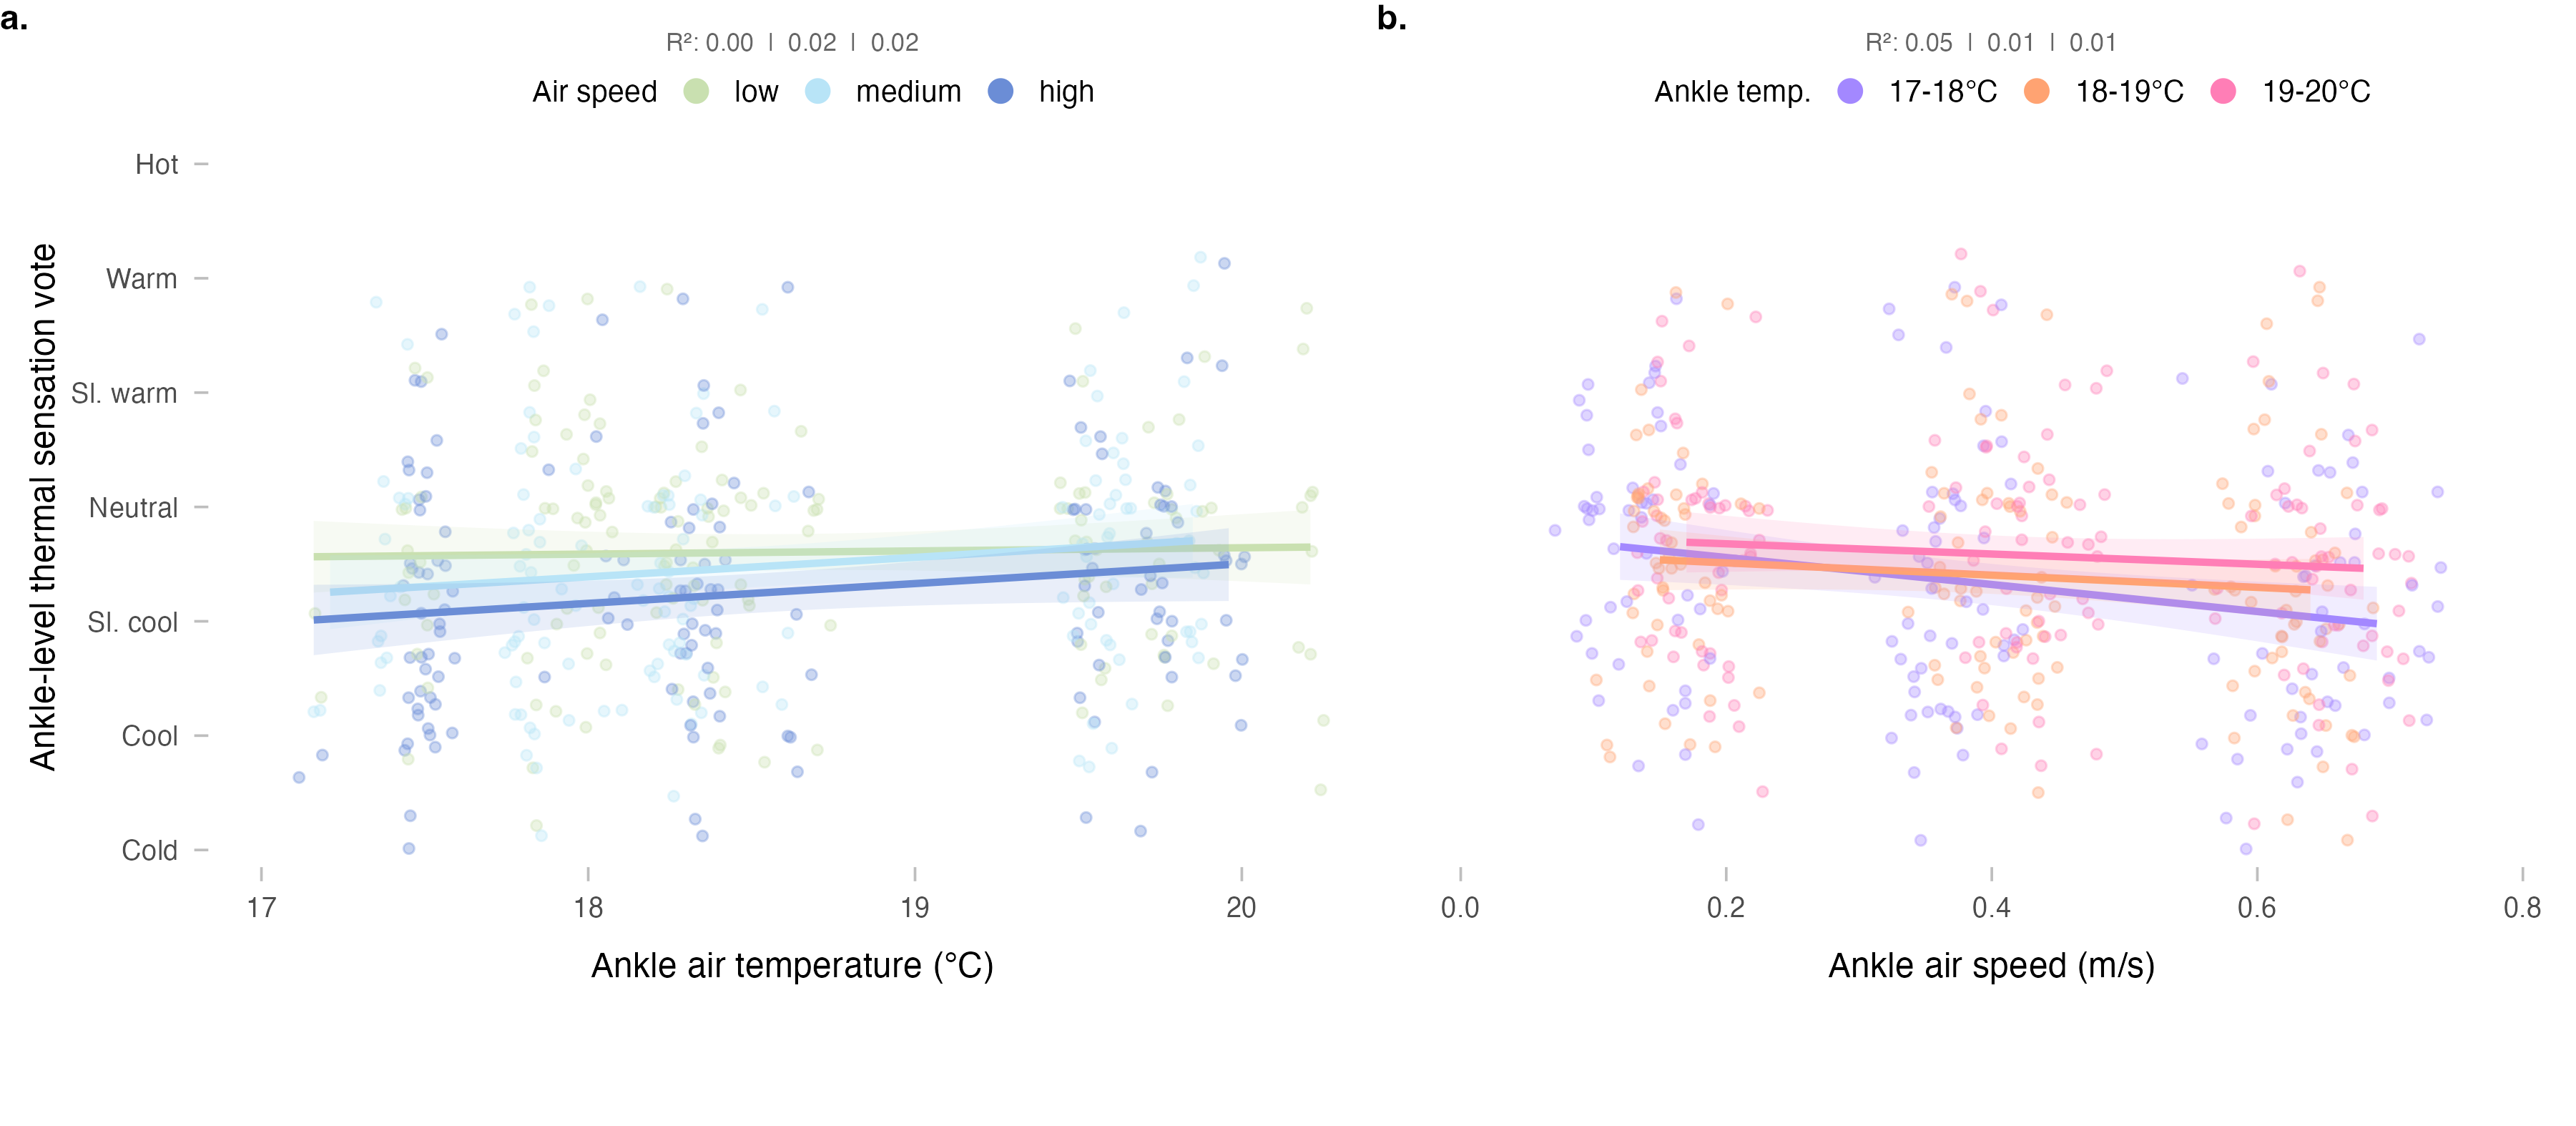 a.
R²: 0.00 | 0.02 | 0.02
Air speed low medium high
Ankle-level thermal sensation vote
Hot
Warm
Sl. warm
Neutral
Sl. cool
Cool
Cold
17 18 19 20
Ankle air temperature (°C)
b.
R²: 0.05 | 0.01 | 0.01
Ankle temp. 17-18°C 18-19°C 19-20°C
0.0 0.2 0.4 0.6 0.8
Ankle air speed (m/s)